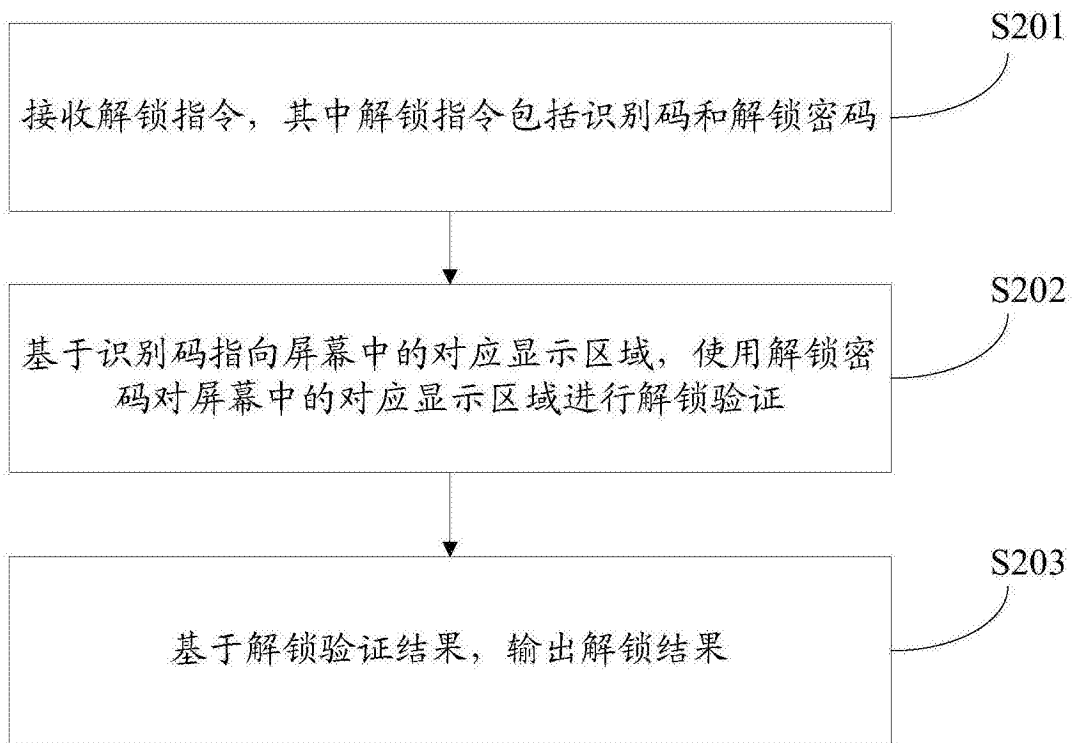 S201
接收解锁指令，其中解锁指令包括识别码和解锁密码
S202
基于识别码指向屏幕中的对应显示区域，使用解锁密
码对屏幕中的对应显示区域进行解锁验证
S203
基于解锁验证结果，输出解锁结果